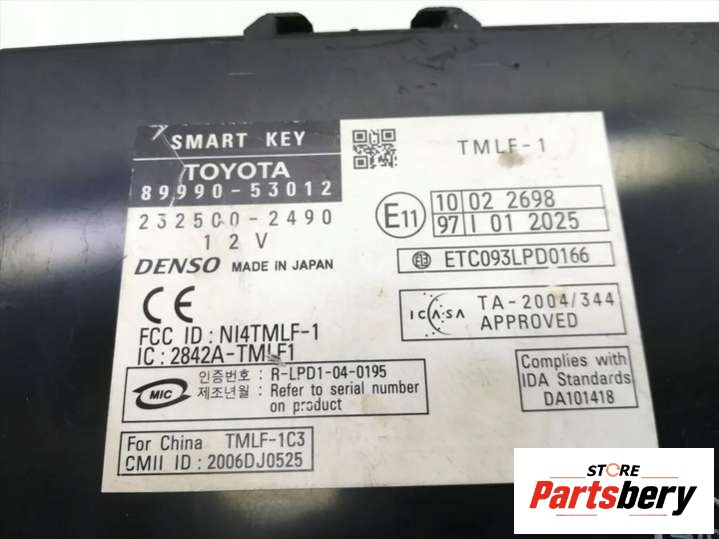 SMART KEY
TOYOTA
89990-53012
232500-2490
12V
DENSO MADE IN JAPAN
CE
FCC ID : NI4TMLF-1
IC : 2842A-TMLF1
MIC
인증번호 : R-LPD1-04-0195
제조년월 : Refer to serial number
on product
For China TMLF-1C3
CMII ID : 2006DJ0525
TMLF-1
E11
10 02 2698
97 I 01 2025
ETC093LPD0166
ICASA
TA-2004/344
APPROVED
Complies with
IDA Standards
DA101418
STORE
Partsbery